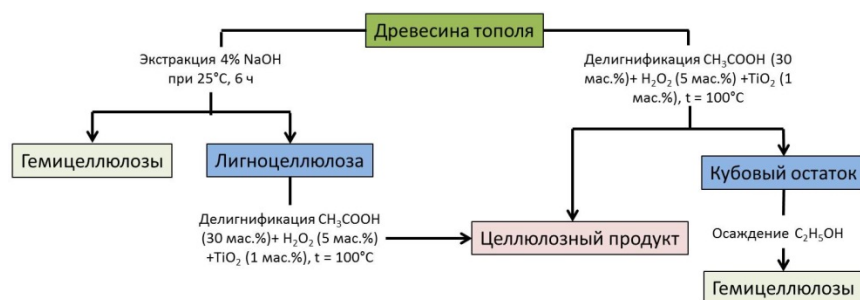 Древесина тополя
Экстракция 4% NaOH
при 25°C, 6 ч
Делигнификация CH₃COOH (30
мас.%)+ H₂O₂ (5 мас.%) +TiO₂ (1
мас.%), t = 100°C
Гемицеллюлозы
Лигноцеллюлоза
Кубовый остаток
Делигнификация CH₃COOH
(30 мас.%)+ H₂O₂ (5 мас.%)
+TiO₂ (1 мас.%), t = 100°C
Целлюлозный продукт
Осаждение C₂H₅OH
Гемицеллюлозы